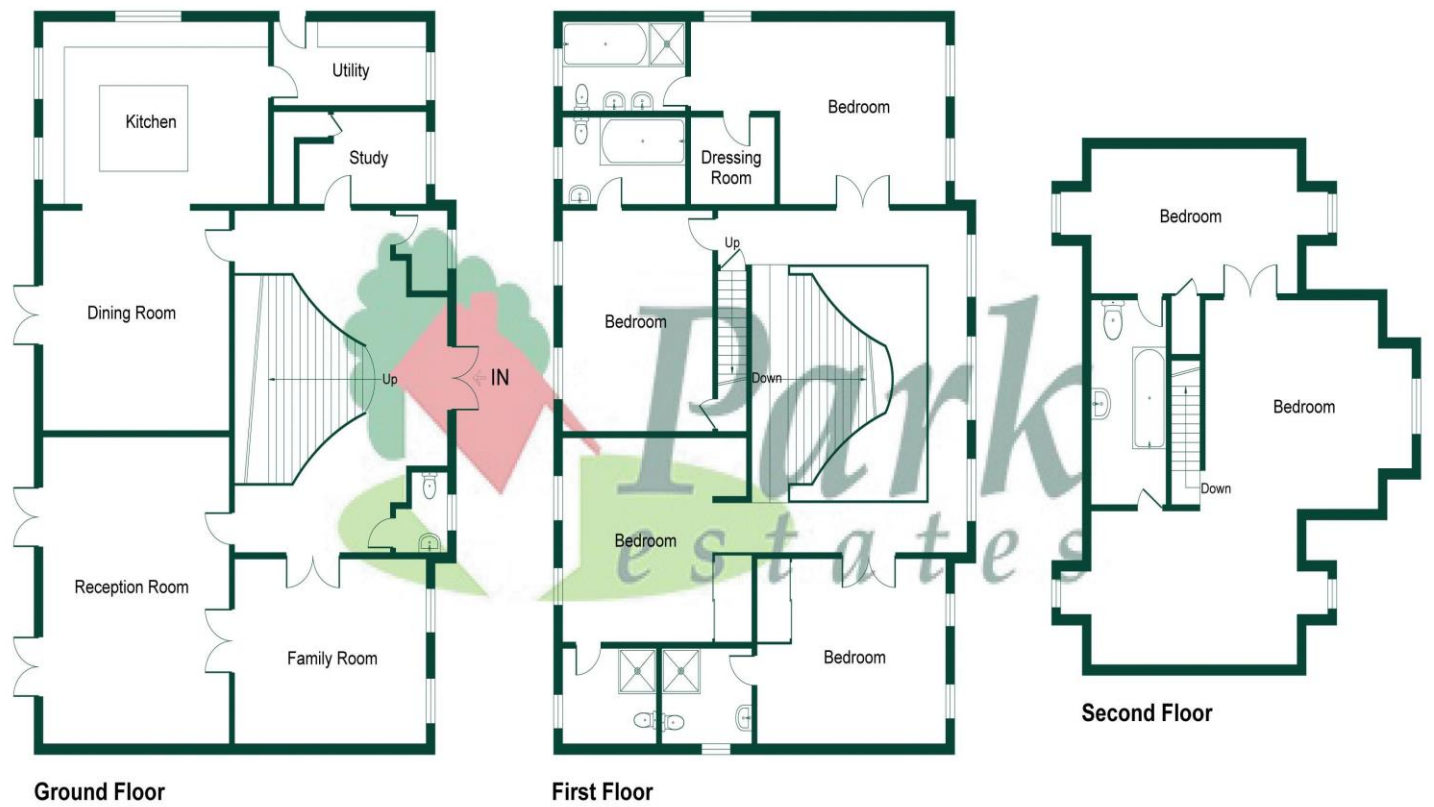 Kitchen
Utility
Study
Dining Room
Up
IN
Reception Room
Family Room
Ground Floor
Bedroom
Dressing
Room
Up
Bedroom
Down
Bedroom
Bedroom
First Floor
Bedroom
Bedroom
Down
Second Floor
Park
estates